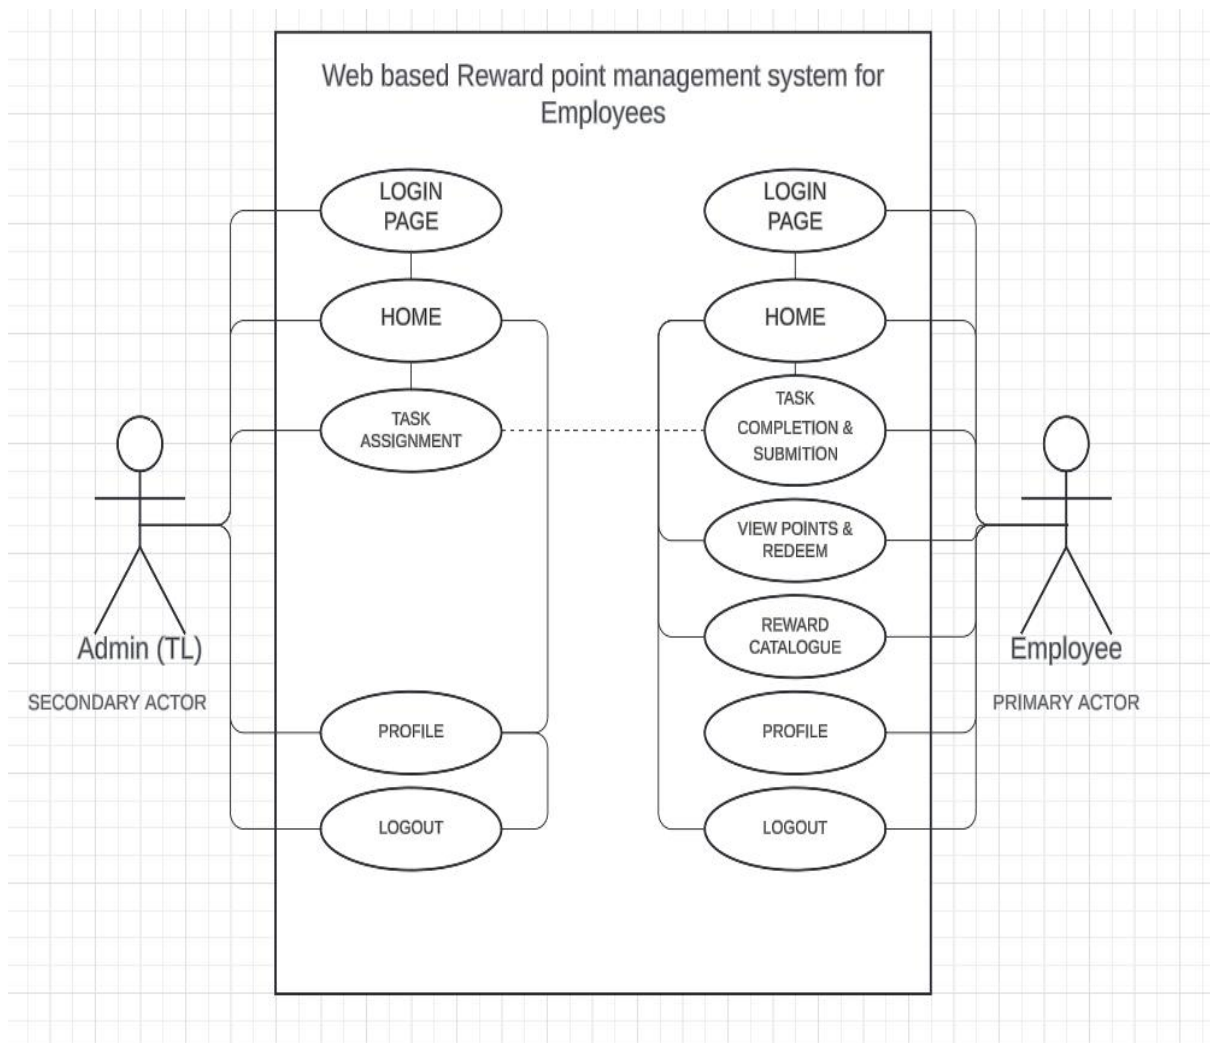 Web based Reward point management system for
Employees
LOGIN
PAGE
HOME
TASK
ASSIGNMENT
PROFILE
LOGOUT
LOGIN
PAGE
HOME
TASK
COMPLETION &
SUBMITION
VIEW POINTS &
REDEEM
REWARD
CATALOGUE
PROFILE
LOGOUT
Admin (TL)
SECONDARY ACTOR
Employee
PRIMARY ACTOR